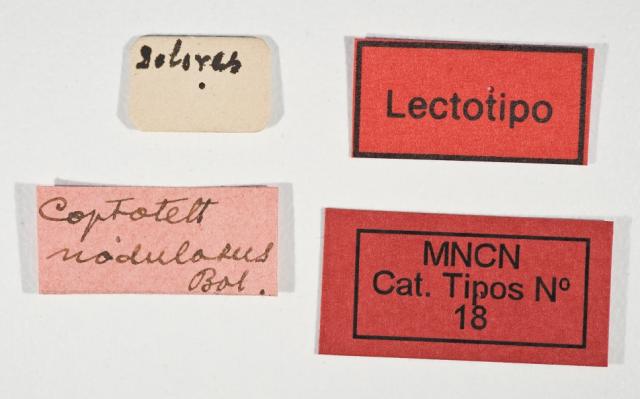 Dolores
Lectotipo
Coptotett
nodulosus
Bol.
MNCN
Cat. Tipos Nº
18